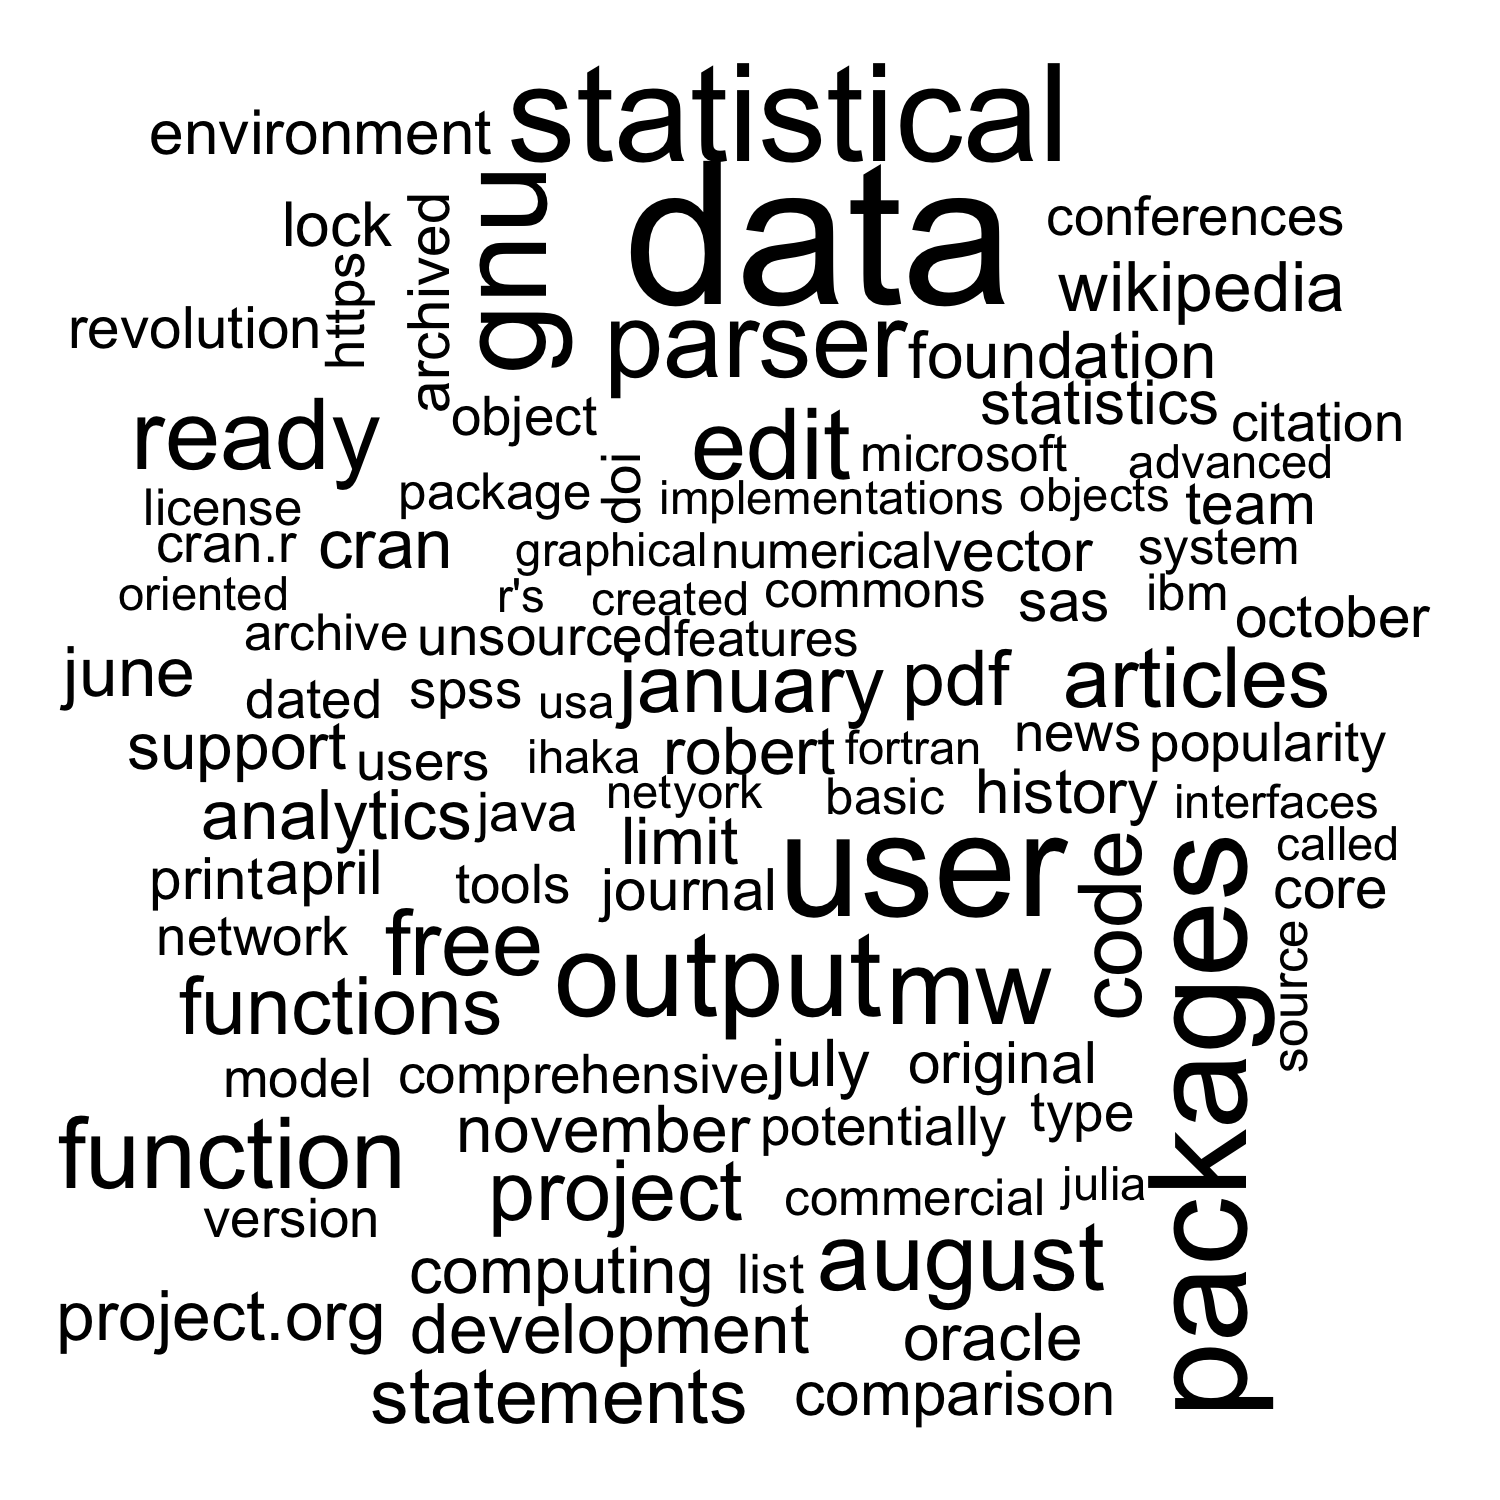 statistical
environment
data
gnu
lock
archived
https
conferences
wikipedia
revolution
parser
foundation
ready
object
edit
statistics
citation
microsoft
advanced
doi
package
implementations
objects
team
license
cran.r
cran
graphical
numerical
vector
system
oriented
r's
created
commons
sas
ibm
october
archive
unsourced
features
june
dated
spss
usa
january
pdf
articles
support
users
ihaka
robert
fortran
news
popularity
analytics
java
netyork
basic
history
interfaces
limit
user
code
packages
called
print
april
tools
journal
core
network
free
output
mw
source
functions
model
comprehensive
july
original
function
november
potentially
type
version
project
commercial
julia
computing
list
august
project.org
development
oracle
statements
comparison